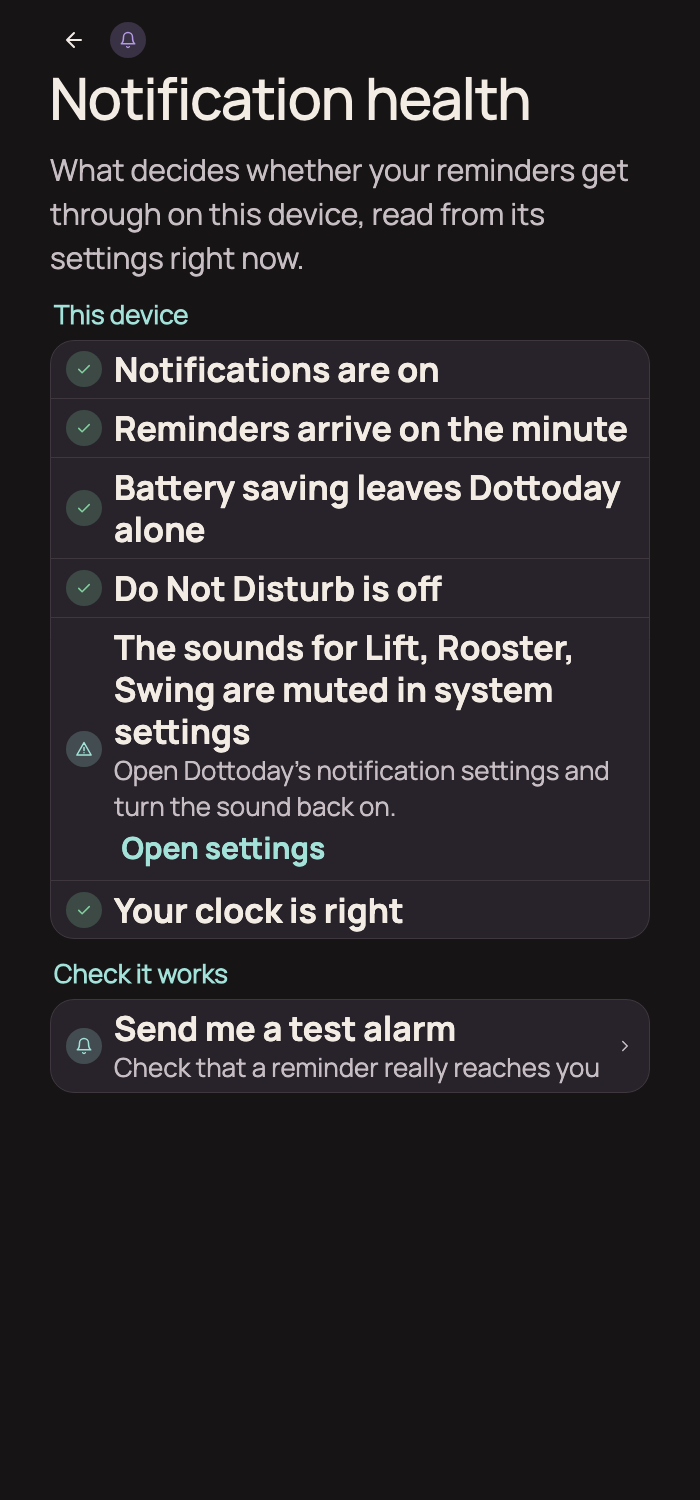 Notification health
What decides whether your reminders get
through on this device, read from its
settings right now.
This device
Notifications are on
Reminders arrive on the minute
Battery saving leaves Dottoday
alone
Do Not Disturb is off
The sounds for Lift, Rooster,
Swing are muted in system
settings
Open Dottoday’s notification settings and
turn the sound back on.
Open settings
Your clock is right
Check it works
Send me a test alarm
Check that a reminder really reaches you